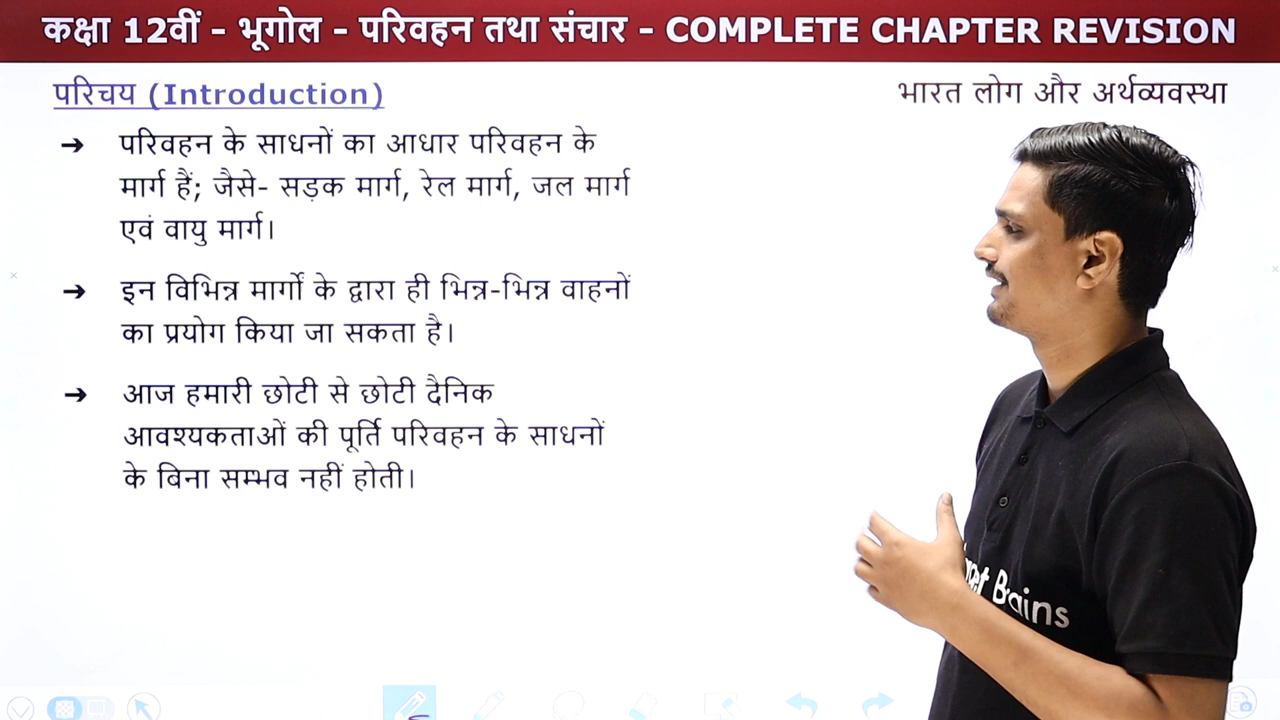 कक्षा 12वीं - भूगोल - परिवहन तथा संचार - COMPLETE CHAPTER REVISION
परिचय (Introduction)
भारत लोग और अर्थव्यवस्था
➔ परिवहन के साधनों का आधार परिवहन के
मार्ग हैं; जैसे- सड़क मार्ग, रेल मार्ग, जल मार्ग
एवं वायु मार्ग।
➔ इन विभिन्न मार्गों के द्वारा ही भिन्न-भिन्न वाहनों
का प्रयोग किया जा सकता है।
➔ आज हमारी छोटी से छोटी दैनिक
आवश्यकताओं की पूर्ति परिवहन के साधनों
के बिना सम्भव नहीं होती।